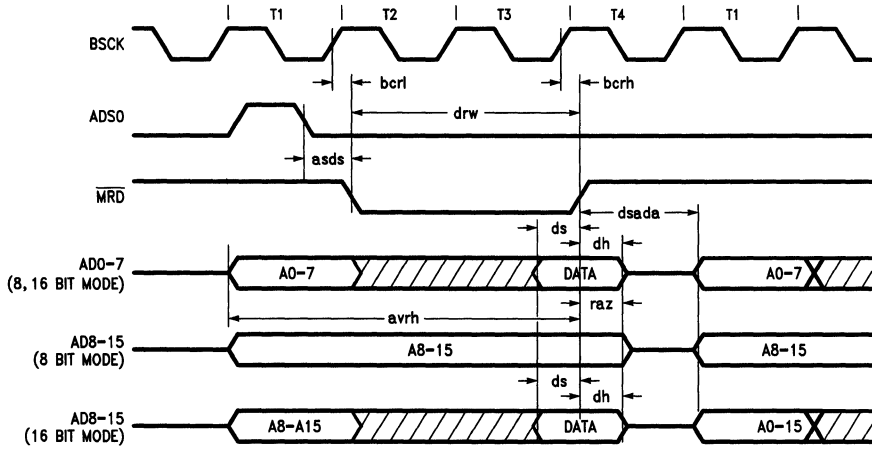 T1 T2 T3 T4 T1
BSCK
bcrl bcrh
ADS0
drw
asds
MRD
dsada
ds dh
AD0-7
(8, 16 BIT MODE)
A0-7 DATA A0-7
raz
avrh
AD8-15
(8 BIT MODE)
A8-15 A8-15
ds dh
AD8-15
(16 BIT MODE)
A8-A15 DATA A0-15